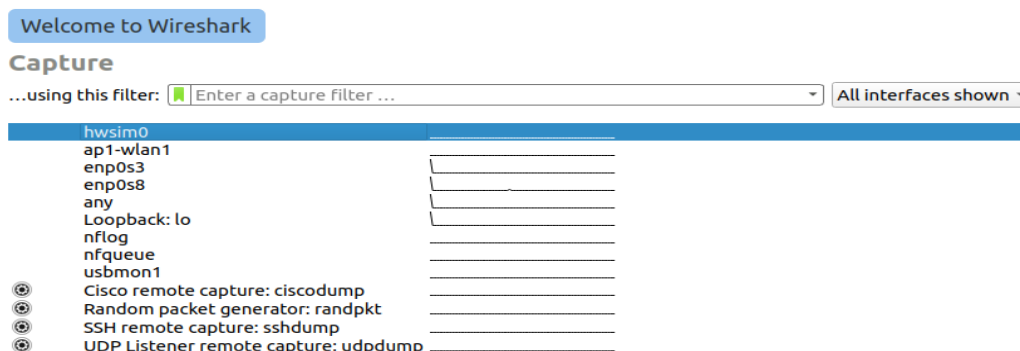 Welcome to Wireshark
Capture
...using this filter: Enter a capture filter ... All interfaces shown
hwsim0
ap1-wlan1
enp0s3
enp0s8
any
Loopback: lo
nflog
nfqueue
usbmon1
Cisco remote capture: ciscodump
Random packet generator: randpkt
SSH remote capture: sshdump
UDP Listener remote capture: udpdump